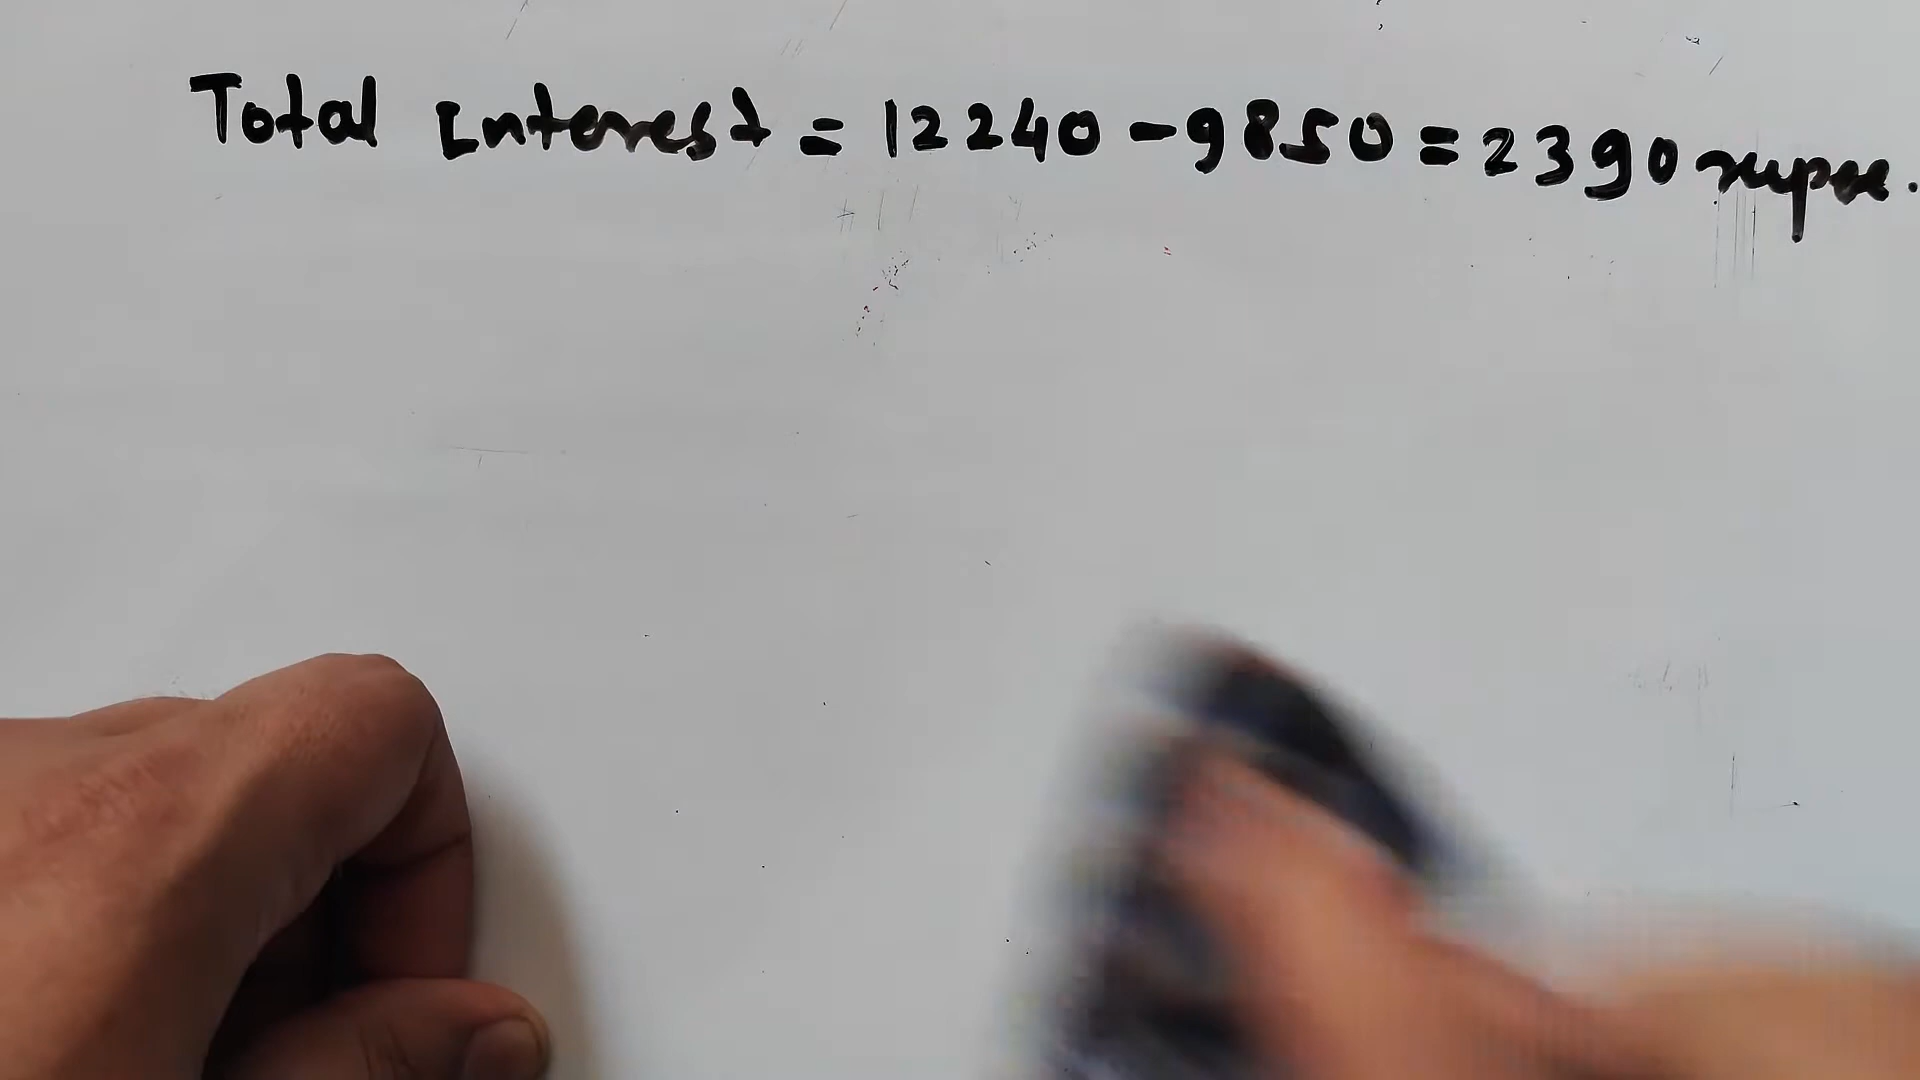 Total Interest = 12240 - 9850 = 2390 rupee.